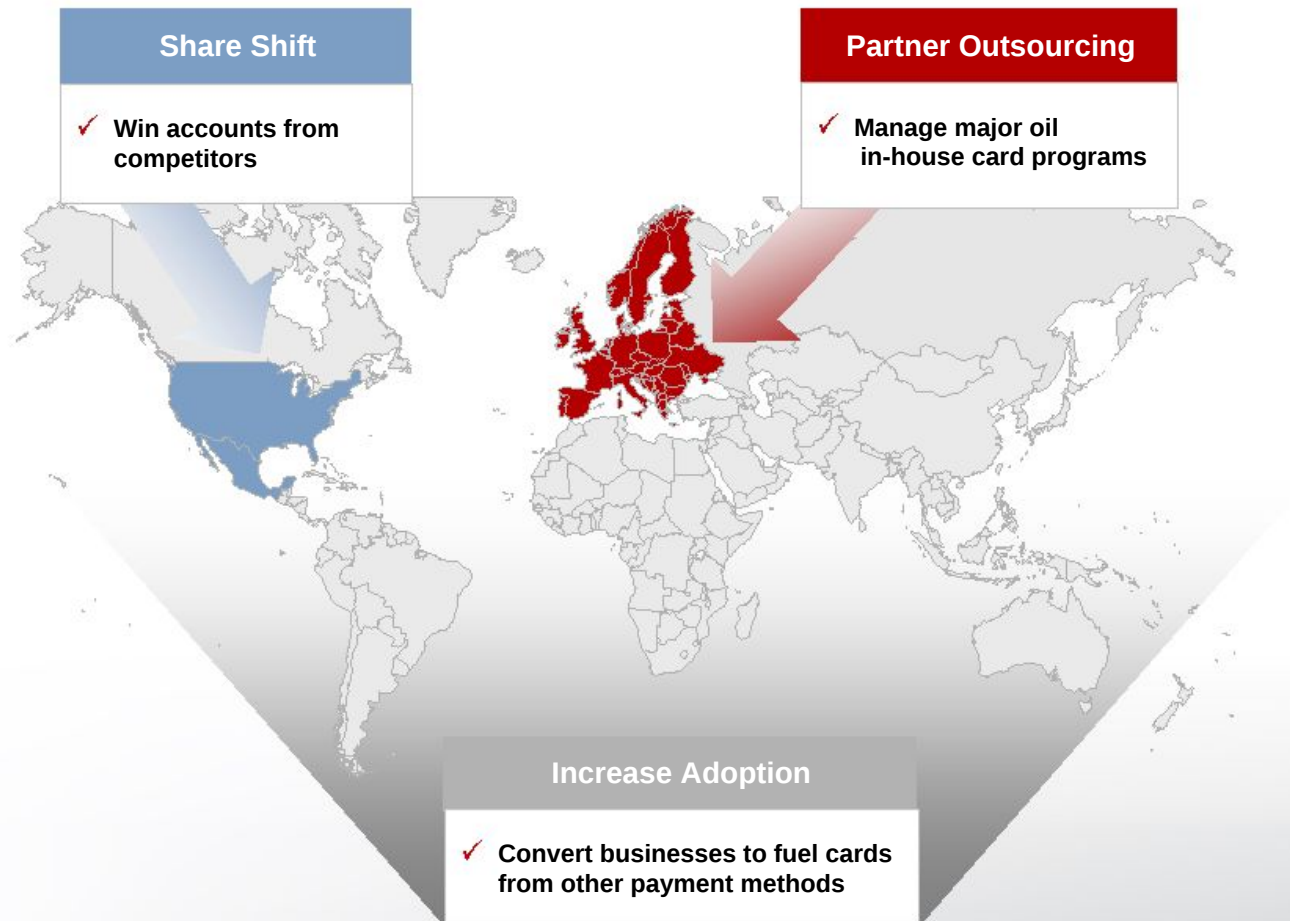 Share Shift
✓ Win accounts from
competitors
Partner Outsourcing
✓ Manage major oil
in-house card programs
Increase Adoption
✓ Convert businesses to fuel cards
from other payment methods